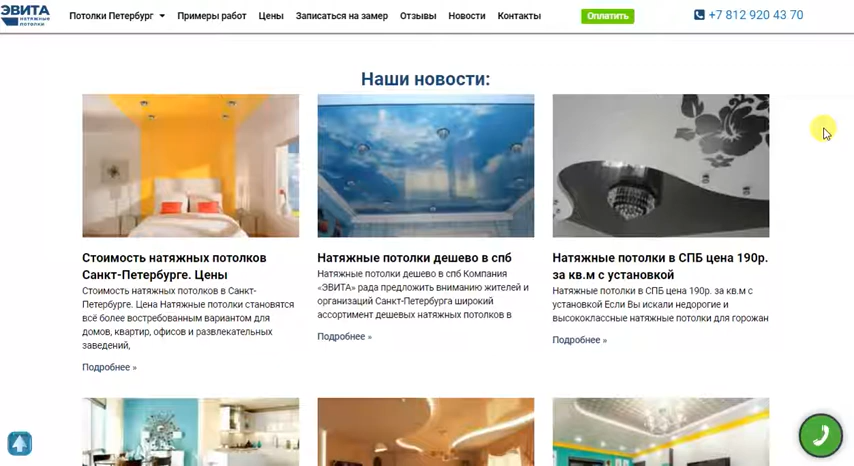 ЭВИТА
натяжные
потолки
Потолки Петербург
Примеры работ
Цены
Записаться на замер
Отзывы
Новости
Контакты
Оплатить
+7 812 920 43 70
Наши новости:
Стоимость натяжных потолков
Санкт-Петербурге. Цены
Стоимость натяжных потолков в Санкт-
Петербурге. Цена Натяжные потолки становятся
всё более востребованным вариантом для
домов, квартир, офисов и развлекательных
заведений,
Подробнее »
Натяжные потолки дешево в спб
Натяжные потолки дешево в спб Компания
«ЭВИТА» рада предложить вниманию жителей и
организаций Санкт-Петербурга широкий
ассортимент дешевых натяжных потолков в
Подробнее »
Натяжные потолки в СПБ цена 190р.
за кв.м с установкой
Натяжные потолки в СПБ цена 190р. за кв.м с
установкой Если Вы искали недорогие и
высококлассные натяжные потолки для горожан
Подробнее »